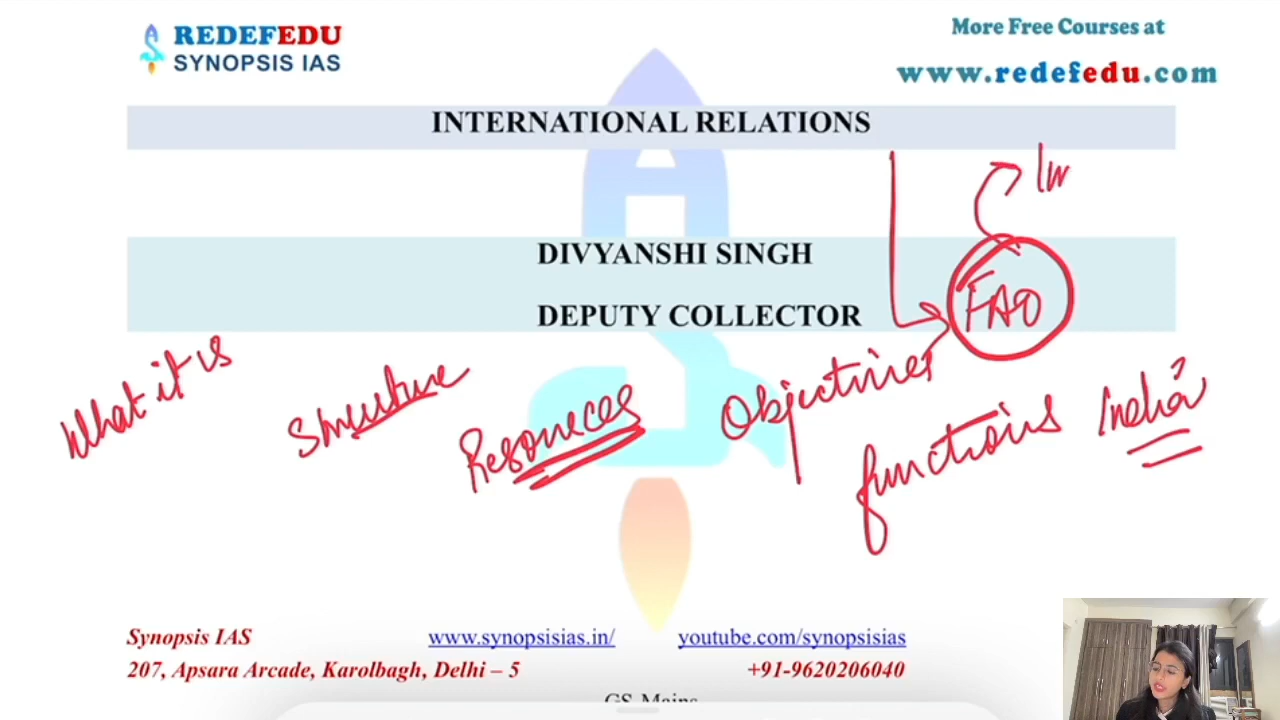 REDEFEDU
SYNOPSIS IAS
More Free Courses at
www.redefedu.com
INTERNATIONAL RELATIONS
DIVYANSHI SINGH
DEPUTY COLLECTOR
FAO
What it is
Structure
Resources
Objectives
functions
India
Synopsis IAS
www.synopsisias.in/
youtube.com/synopsisias
207, Apsara Arcade, Karolbagh, Delhi – 5
+91-9620206040
GS-Mains